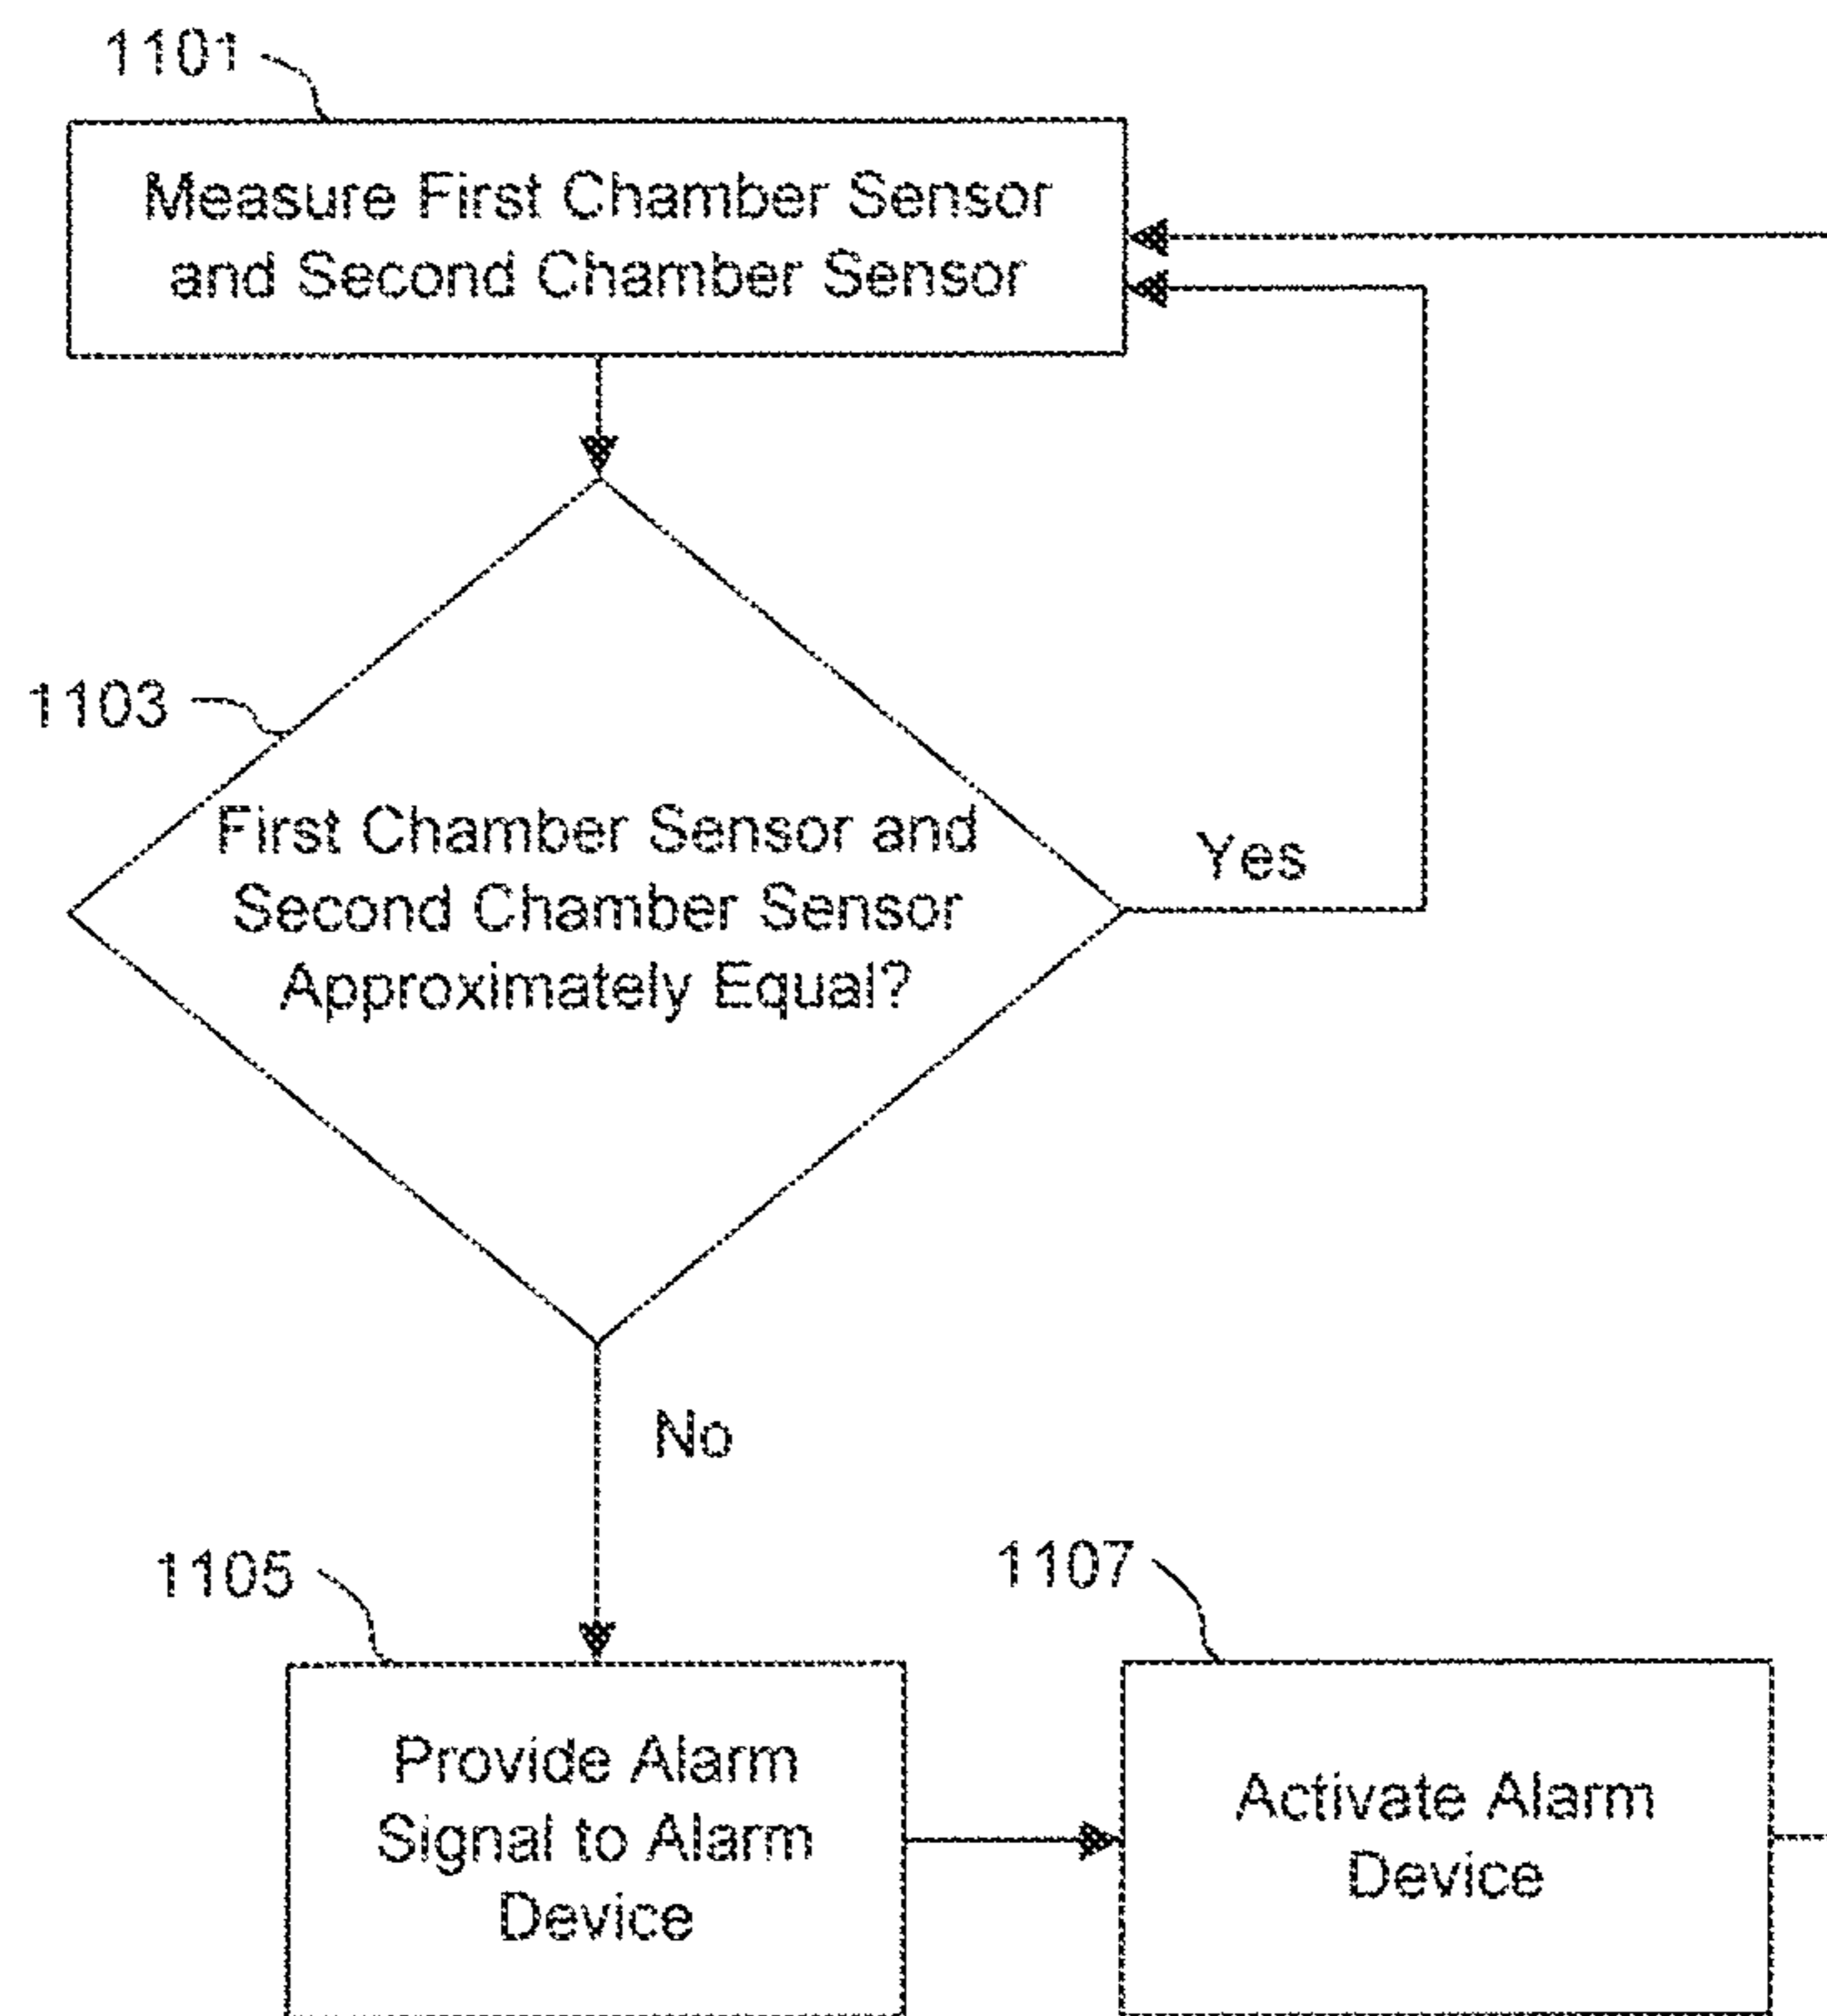 1101
Measure First Chamber Sensor
and Second Chamber Sensor
1103
First Chamber Sensor and
Second Chamber Sensor
Approximately Equal?
Yes
No
1105
Provide Alarm
Signal to Alarm
Device
1107
Activate Alarm
Device